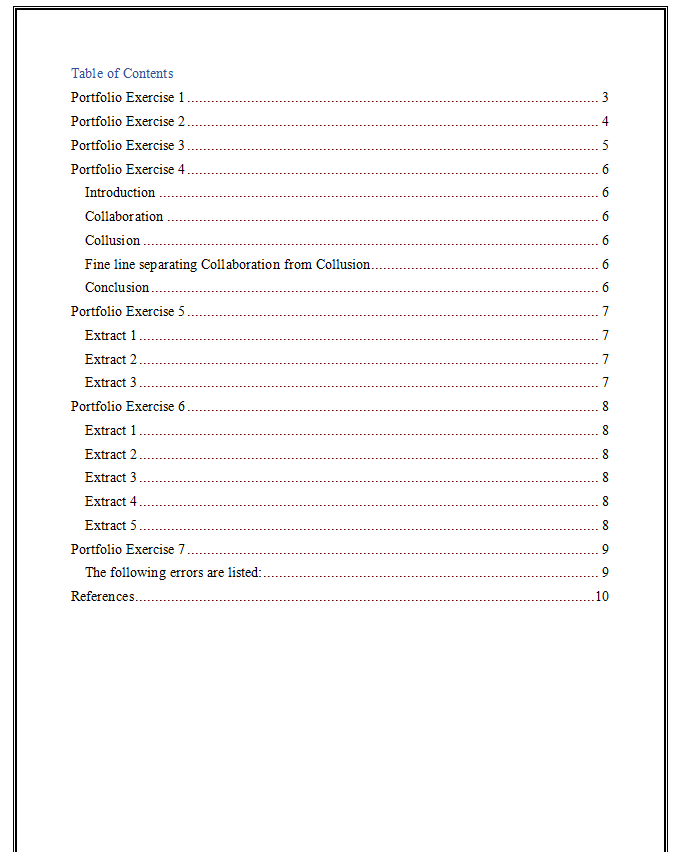 Table of Contents
Portfolio Exercise 1 3
Portfolio Exercise 2 4
Portfolio Exercise 3 5
Portfolio Exercise 4 6
Introduction 6
Collaboration 6
Collusion 6
Fine line separating Collaboration from Collusion 6
Conclusion 6
Portfolio Exercise 5 7
Extract 1 7
Extract 2 7
Extract 3 7
Portfolio Exercise 6 8
Extract 1 8
Extract 2 8
Extract 3 8
Extract 4 8
Extract 5 8
Portfolio Exercise 7 9
The following errors are listed: 9
References 10